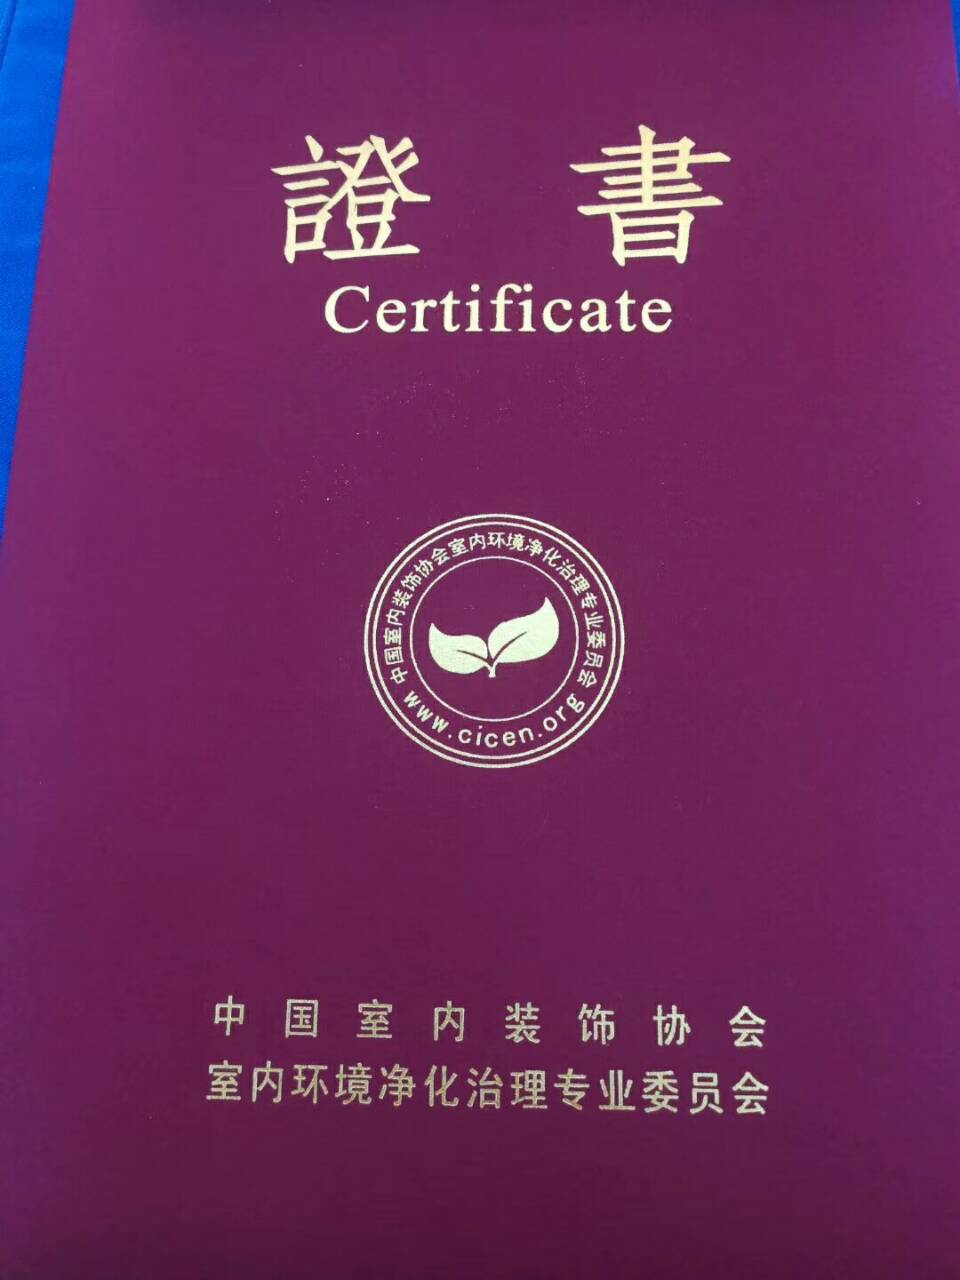 證書
Certificate
中国室内装饰协会室内环境净化治理专业委员会
www.cicen.org
中国室内装饰协会
室内环境净化治理专业委员会